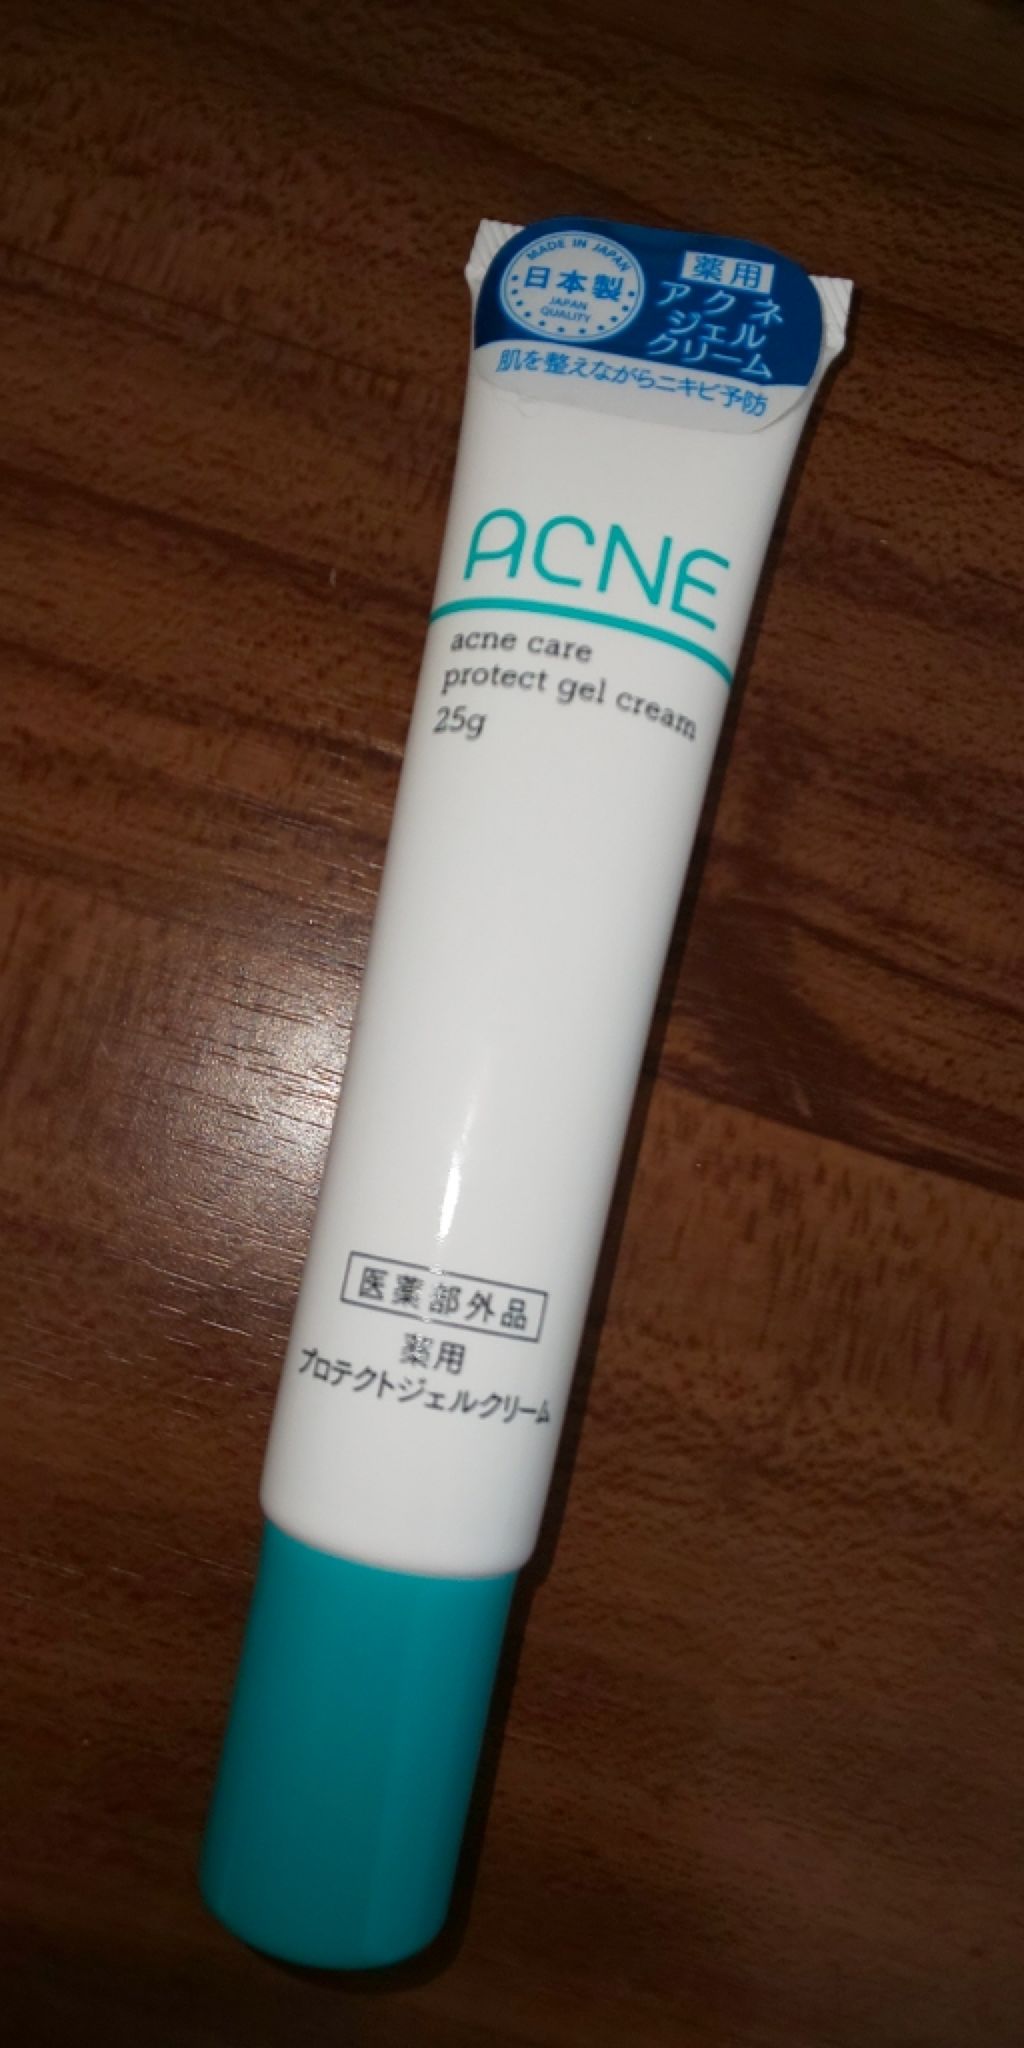 MADE IN JAPAN
日本製
JAPAN
QUALITY
薬用
アクネ
ジェル
クリーム
肌を整えながらニキビ予防
ACNE
acne care
protect gel cream
25g
医薬部外品
薬用
プロテクトジェルクリーム